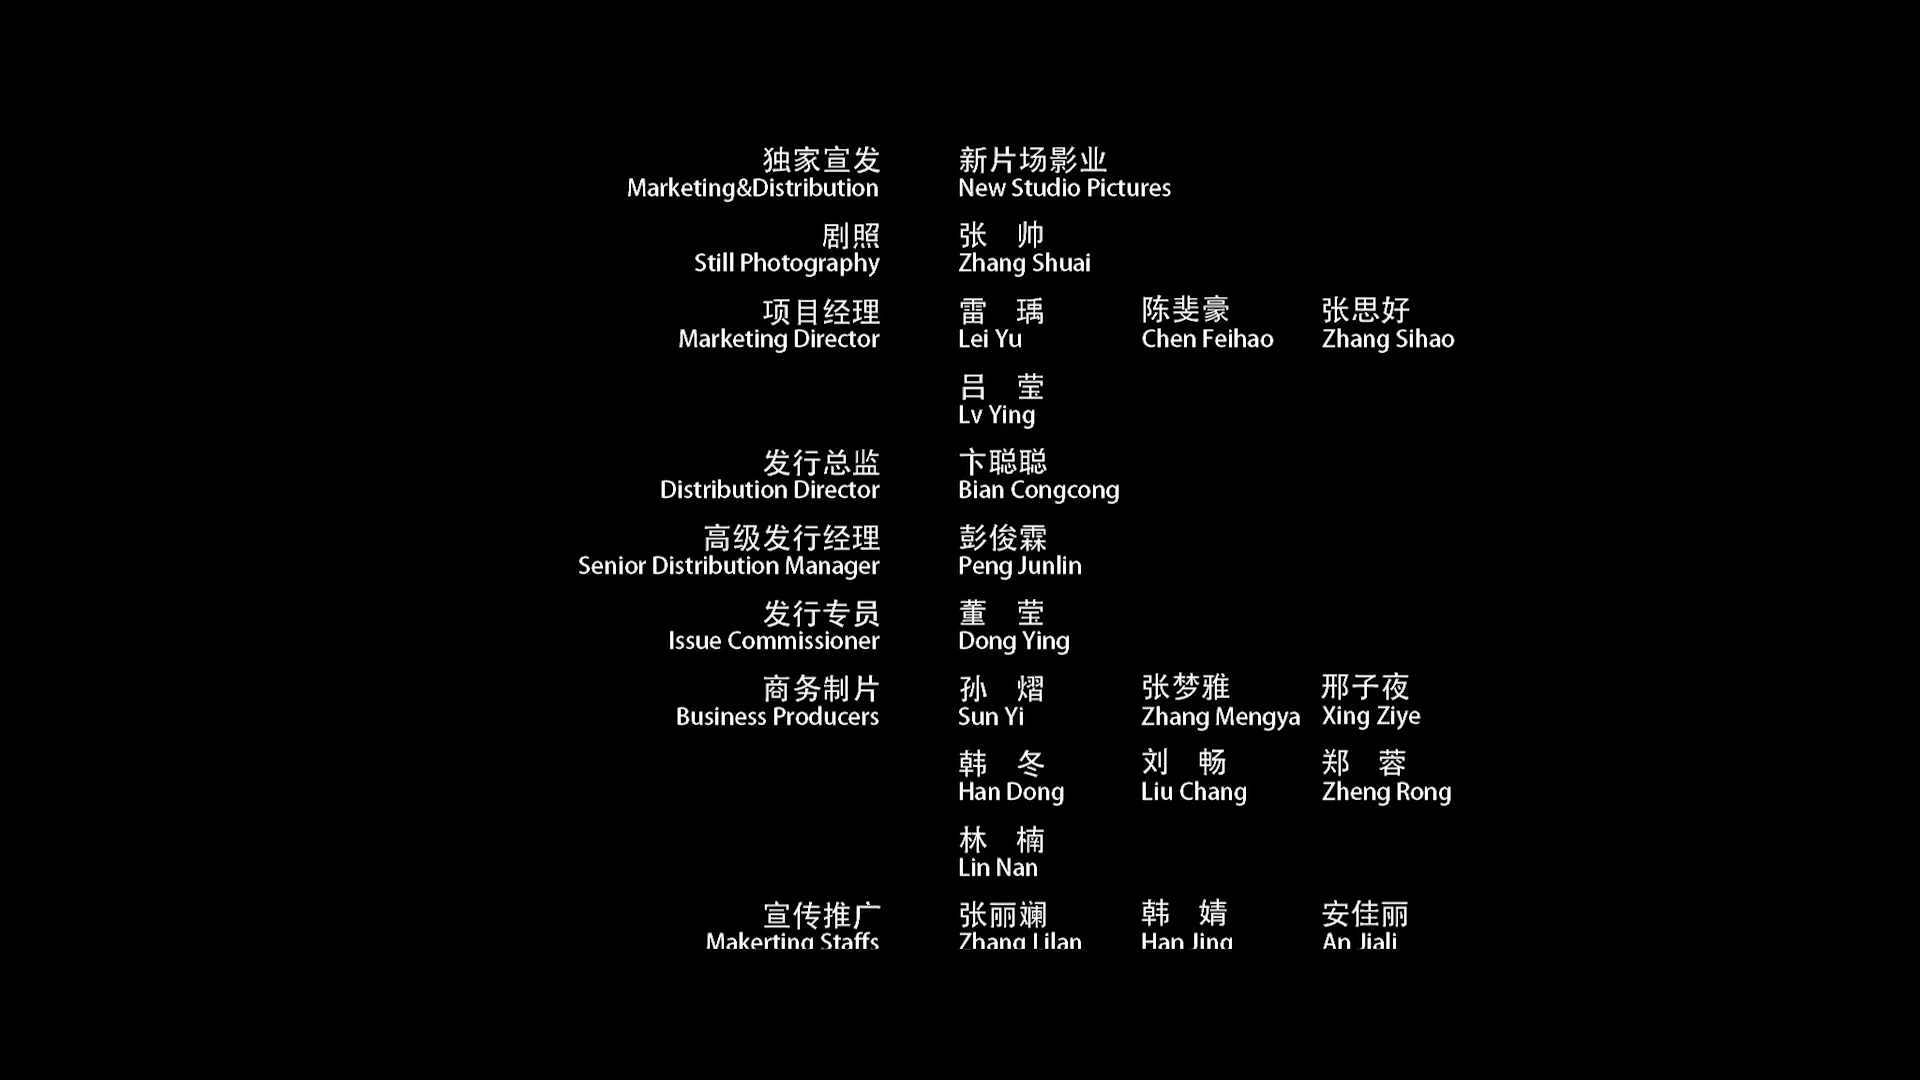 独家宣发 新片场影业
Marketing&Distribution New Studio Pictures
剧照 张 帅
Still Photography Zhang Shuai
项目经理 雷 瑀 陈斐豪 张思好
Marketing Director Lei Yu Chen Feihao Zhang Sihao
吕 莹
Lv Ying
发行总监 卞聪聪
Distribution Director Bian Congcong
高级发行经理 彭俊霖
Senior Distribution Manager Peng Junlin
发行专员 董 莹
Issue Commissioner Dong Ying
商务制片 孙 熠 张梦雅 邢子夜
Business Producers Sun Yi Zhang Mengya Xing Ziye
韩 冬 刘 畅 郑 蓉
Han Dong Liu Chang Zheng Rong
林 楠
Lin Nan
宣传推广 张丽斓 韩 婧 安佳丽
Makerting Staffs Zhang Lilan Han Jing An Jiali